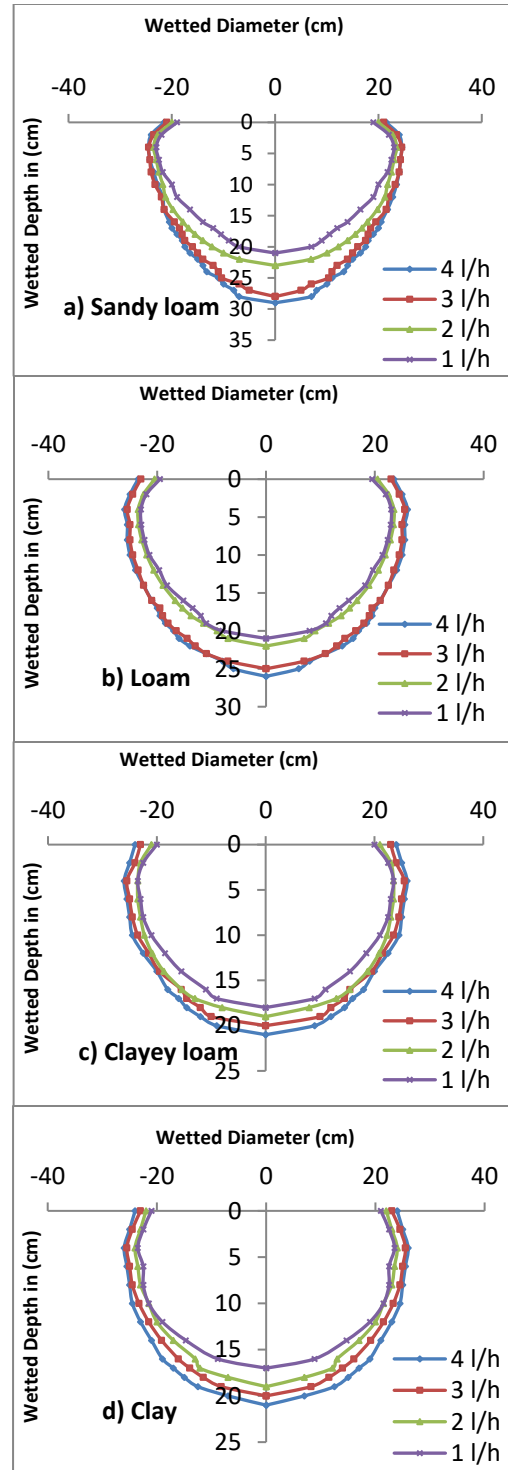 Wetted Diameter (cm)
-40 -20 0 20 40
0
5
10
15
20
25
30
35
Wetted Depth in (cm)
a) Sandy loam
4 l/h
3 l/h
2 l/h
1 l/h
Wetted Diameter (cm)
-40 -20 0 20 40
0
5
10
15
20
25
30
Wetted Depth in (cm)
b) Loam
4 l/h
3 l/h
2 l/h
1 l/h
Wetted Diameter (cm)
-40 -20 0 20 40
0
5
10
15
20
25
Wetted Depth in (cm)
c) Clayey loam
4 l/h
3 l/h
2 l/h
1 l/h
Wetted Diameter (cm)
-40 -20 0 20 40
0
5
10
15
20
25
Wetted Depth in (cm)
d) Clay
4 l/h
3 l/h
2 l/h
1 l/h